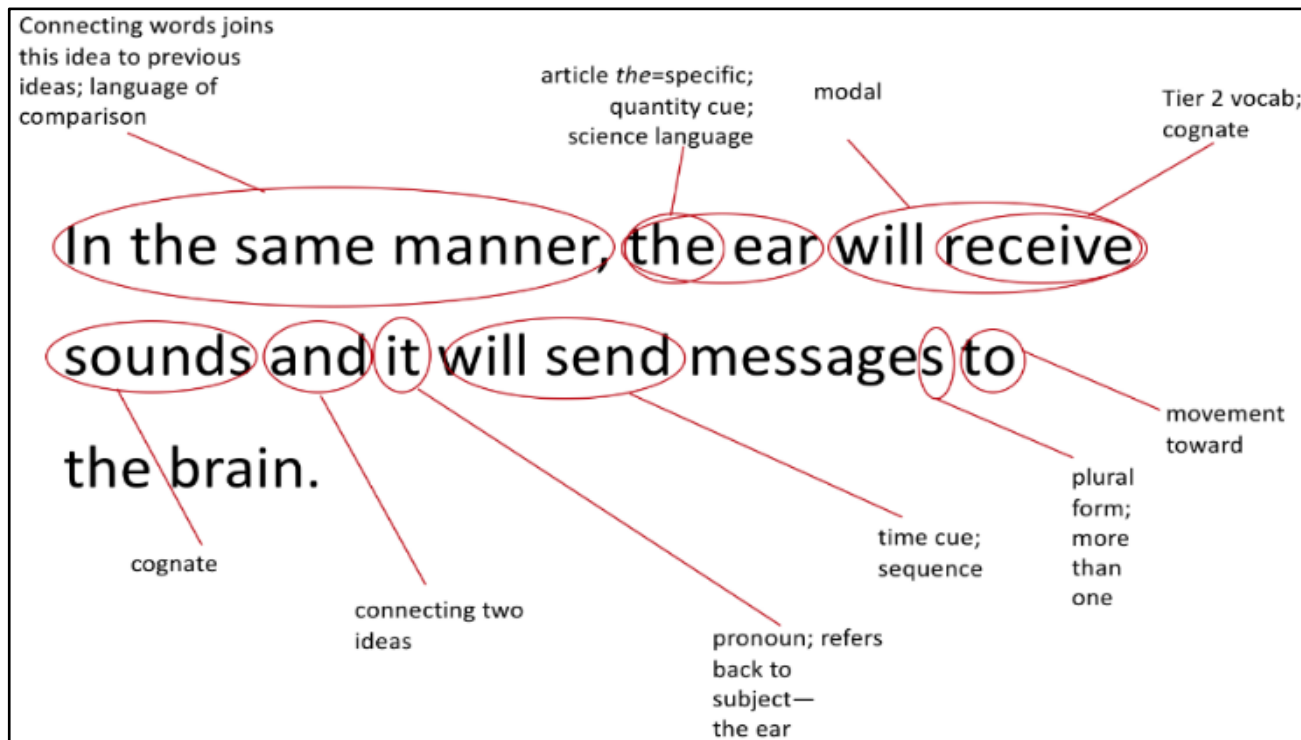 Connecting words joins
this idea to previous
ideas; language of
comparison
article the=specific;
quantity cue;
science language
modal
Tier 2 vocab;
cognate
In the same manner, the ear will receive
sounds and it will send messages to
the brain.
cognate
connecting two
ideas
pronoun; refers
back to
subject—
the ear
time cue;
sequence
plural
form;
more
than
one
movement
toward